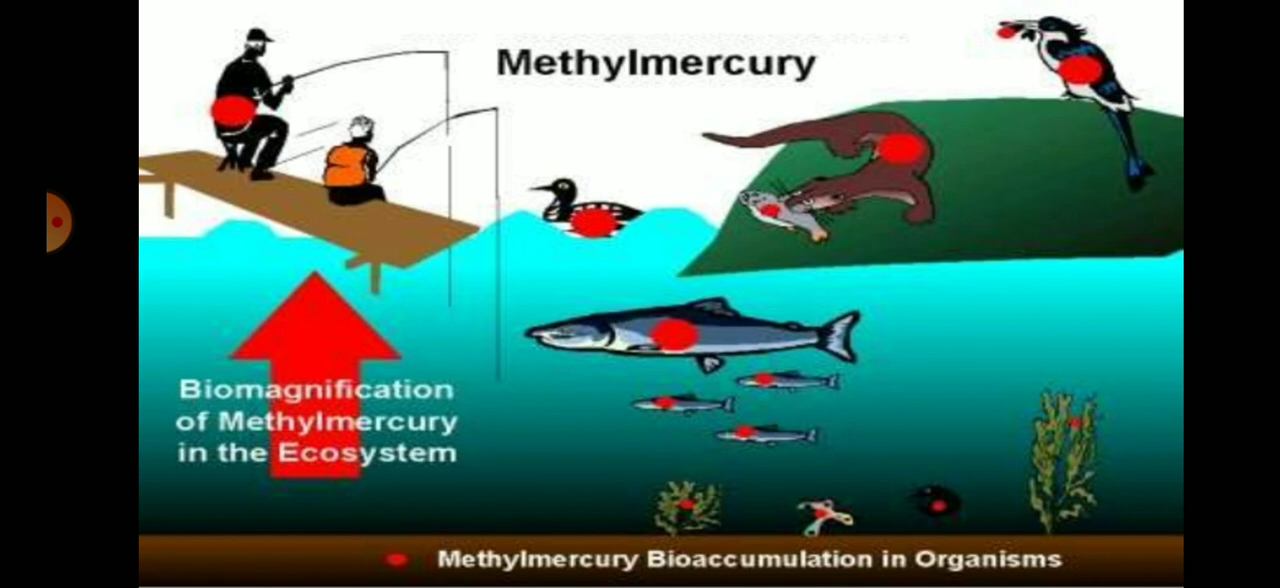 Methylmercury
Biomagnification
of Methylmercury
in the Ecosystem
Methylmercury Bioaccumulation in Organisms